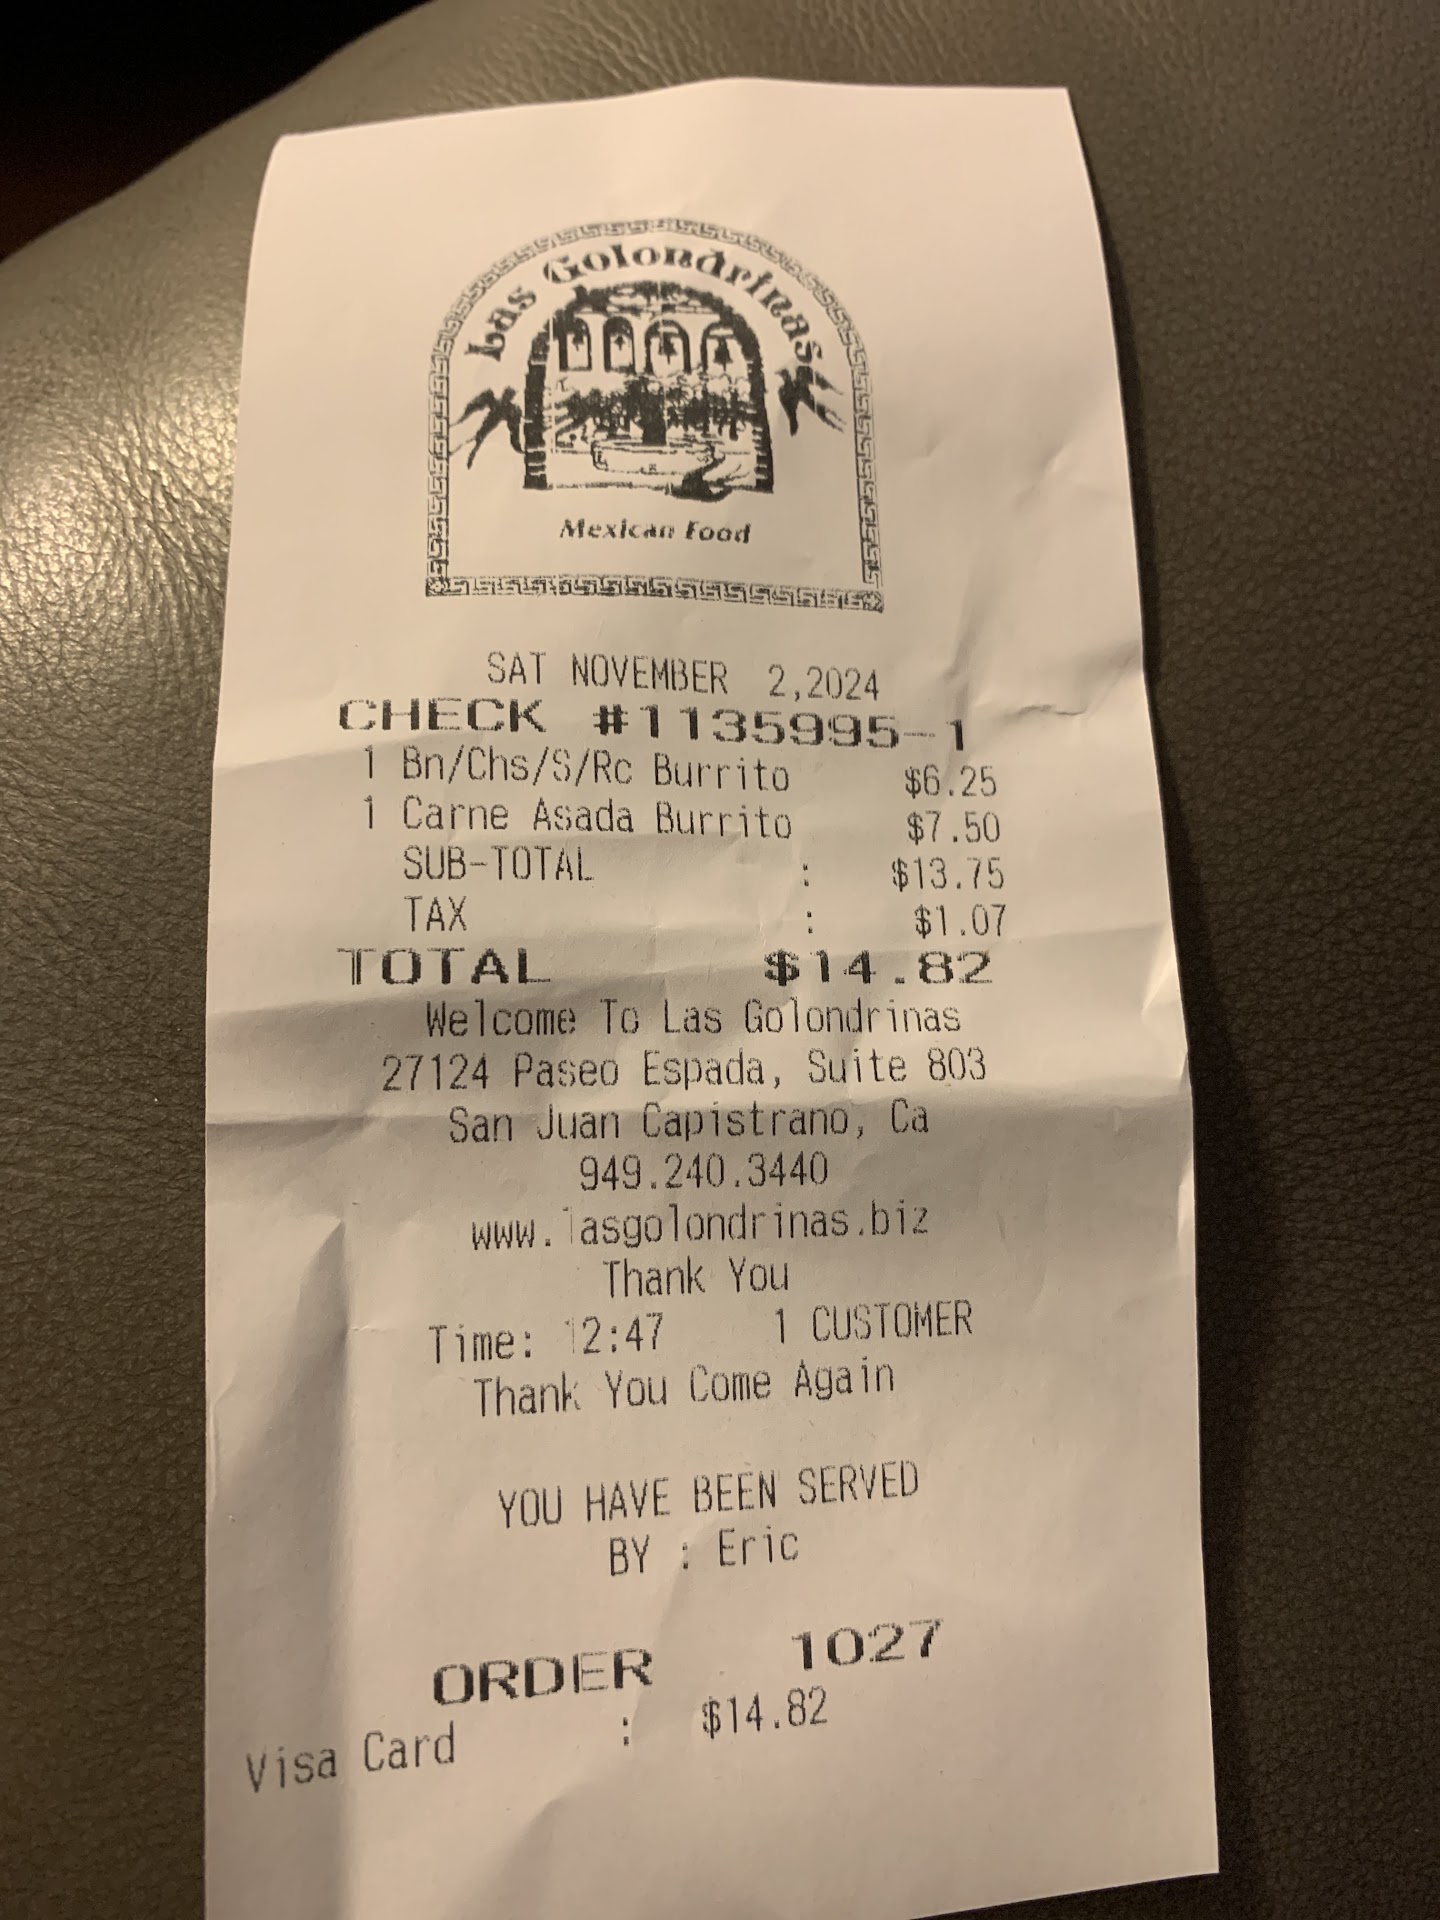 Las Golondrinas
Mexican Food
SAT NOVEMBER 2,2024
CHECK #1135995-1
1 Bn/Chs/S/Rc Burrito $6.25
1 Carne Asada Burrito $7.50
SUB-TOTAL : $13.75
TAX : $1.07
TOTAL $14.82
Welcome To Las Golondrinas
27124 Paseo Espada, Suite 803
San Juan Capistrano, Ca
949.240.3440
www.lasgolondrinas.biz
Thank You
Time: 12:47 1 CUSTOMER
Thank You Come Again
YOU HAVE BEEN SERVED
BY : Eric
ORDER 1027
Visa Card : $14.82